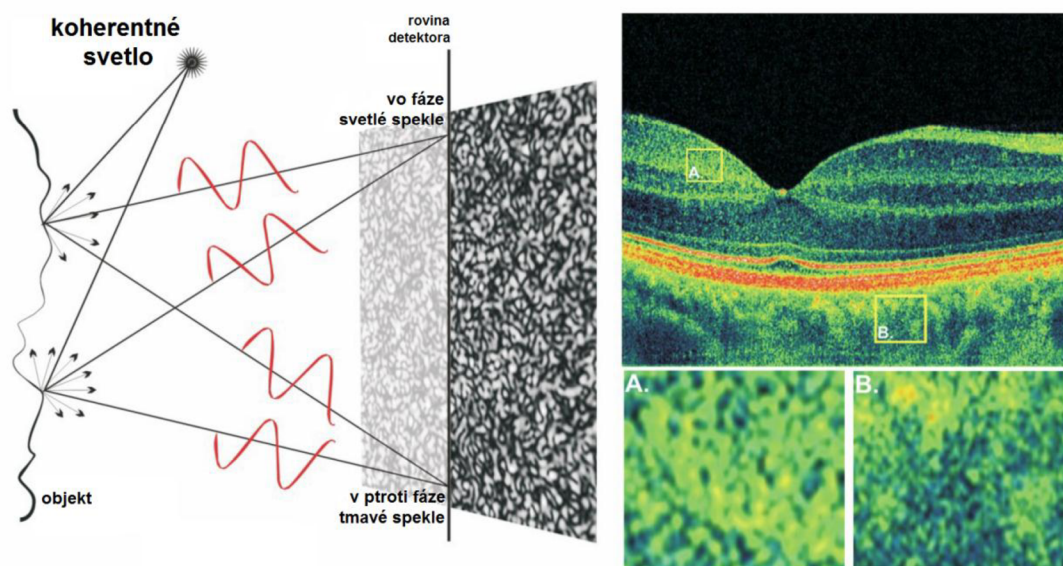 koherentné
svetlo
rovina
detektora
vo fáze
svetlé spekle
v ptroti fáze
tmavé spekle
objekt
A.
B.
A.
B.